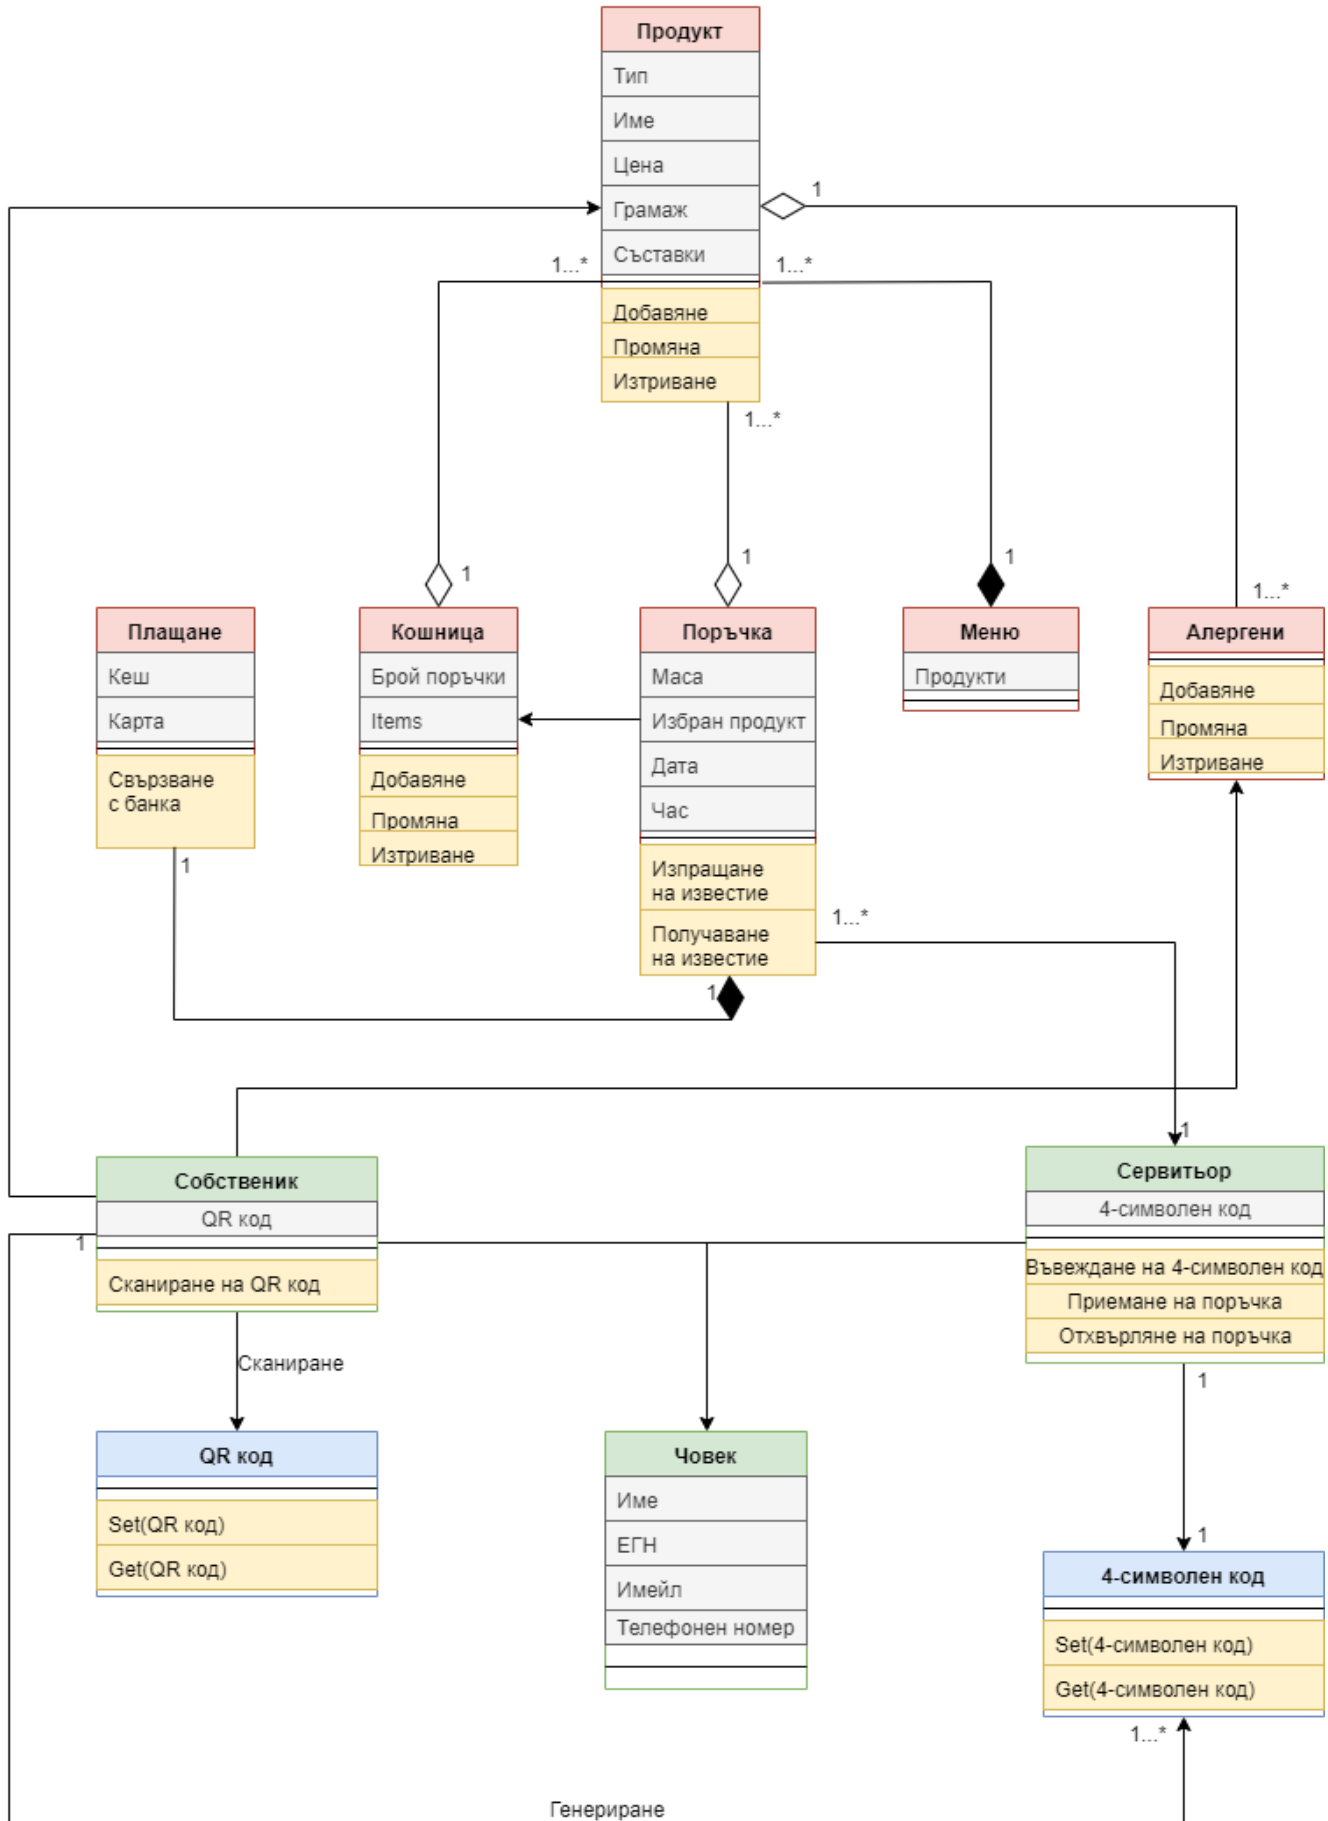 Продукт
Тип
Име
Цена
Грамаж
1
Съставки
1...*
1...*
Добавяне
Промяна
Изтриване
1...*
1
1
1
1...*
Плащане
Кеш
Карта
Свързване
с банка
1
Кошница
Брой поръчки
Items
Добавяне
Промяна
Изтриване
Поръчка
Маса
Избран продукт
Дата
Час
Изпращане
на известие
Получаване
на известие
1...*
1
Меню
Продукти
Алергени
Добавяне
Промяна
Изтриване
1
Собственик
QR код
1
Сканиране на QR код
Сканиране
Сервитьор
4-символен код
Въвеждане на 4-символен код
Приемане на поръчка
Отхвърляне на поръчка
1
QR код
Set(QR код)
Get(QR код)
Човек
Име
ЕГН
Имейл
Телефонен номер
1
4-символен код
Set(4-символен код)
Get(4-символен код)
1...*
Генериране